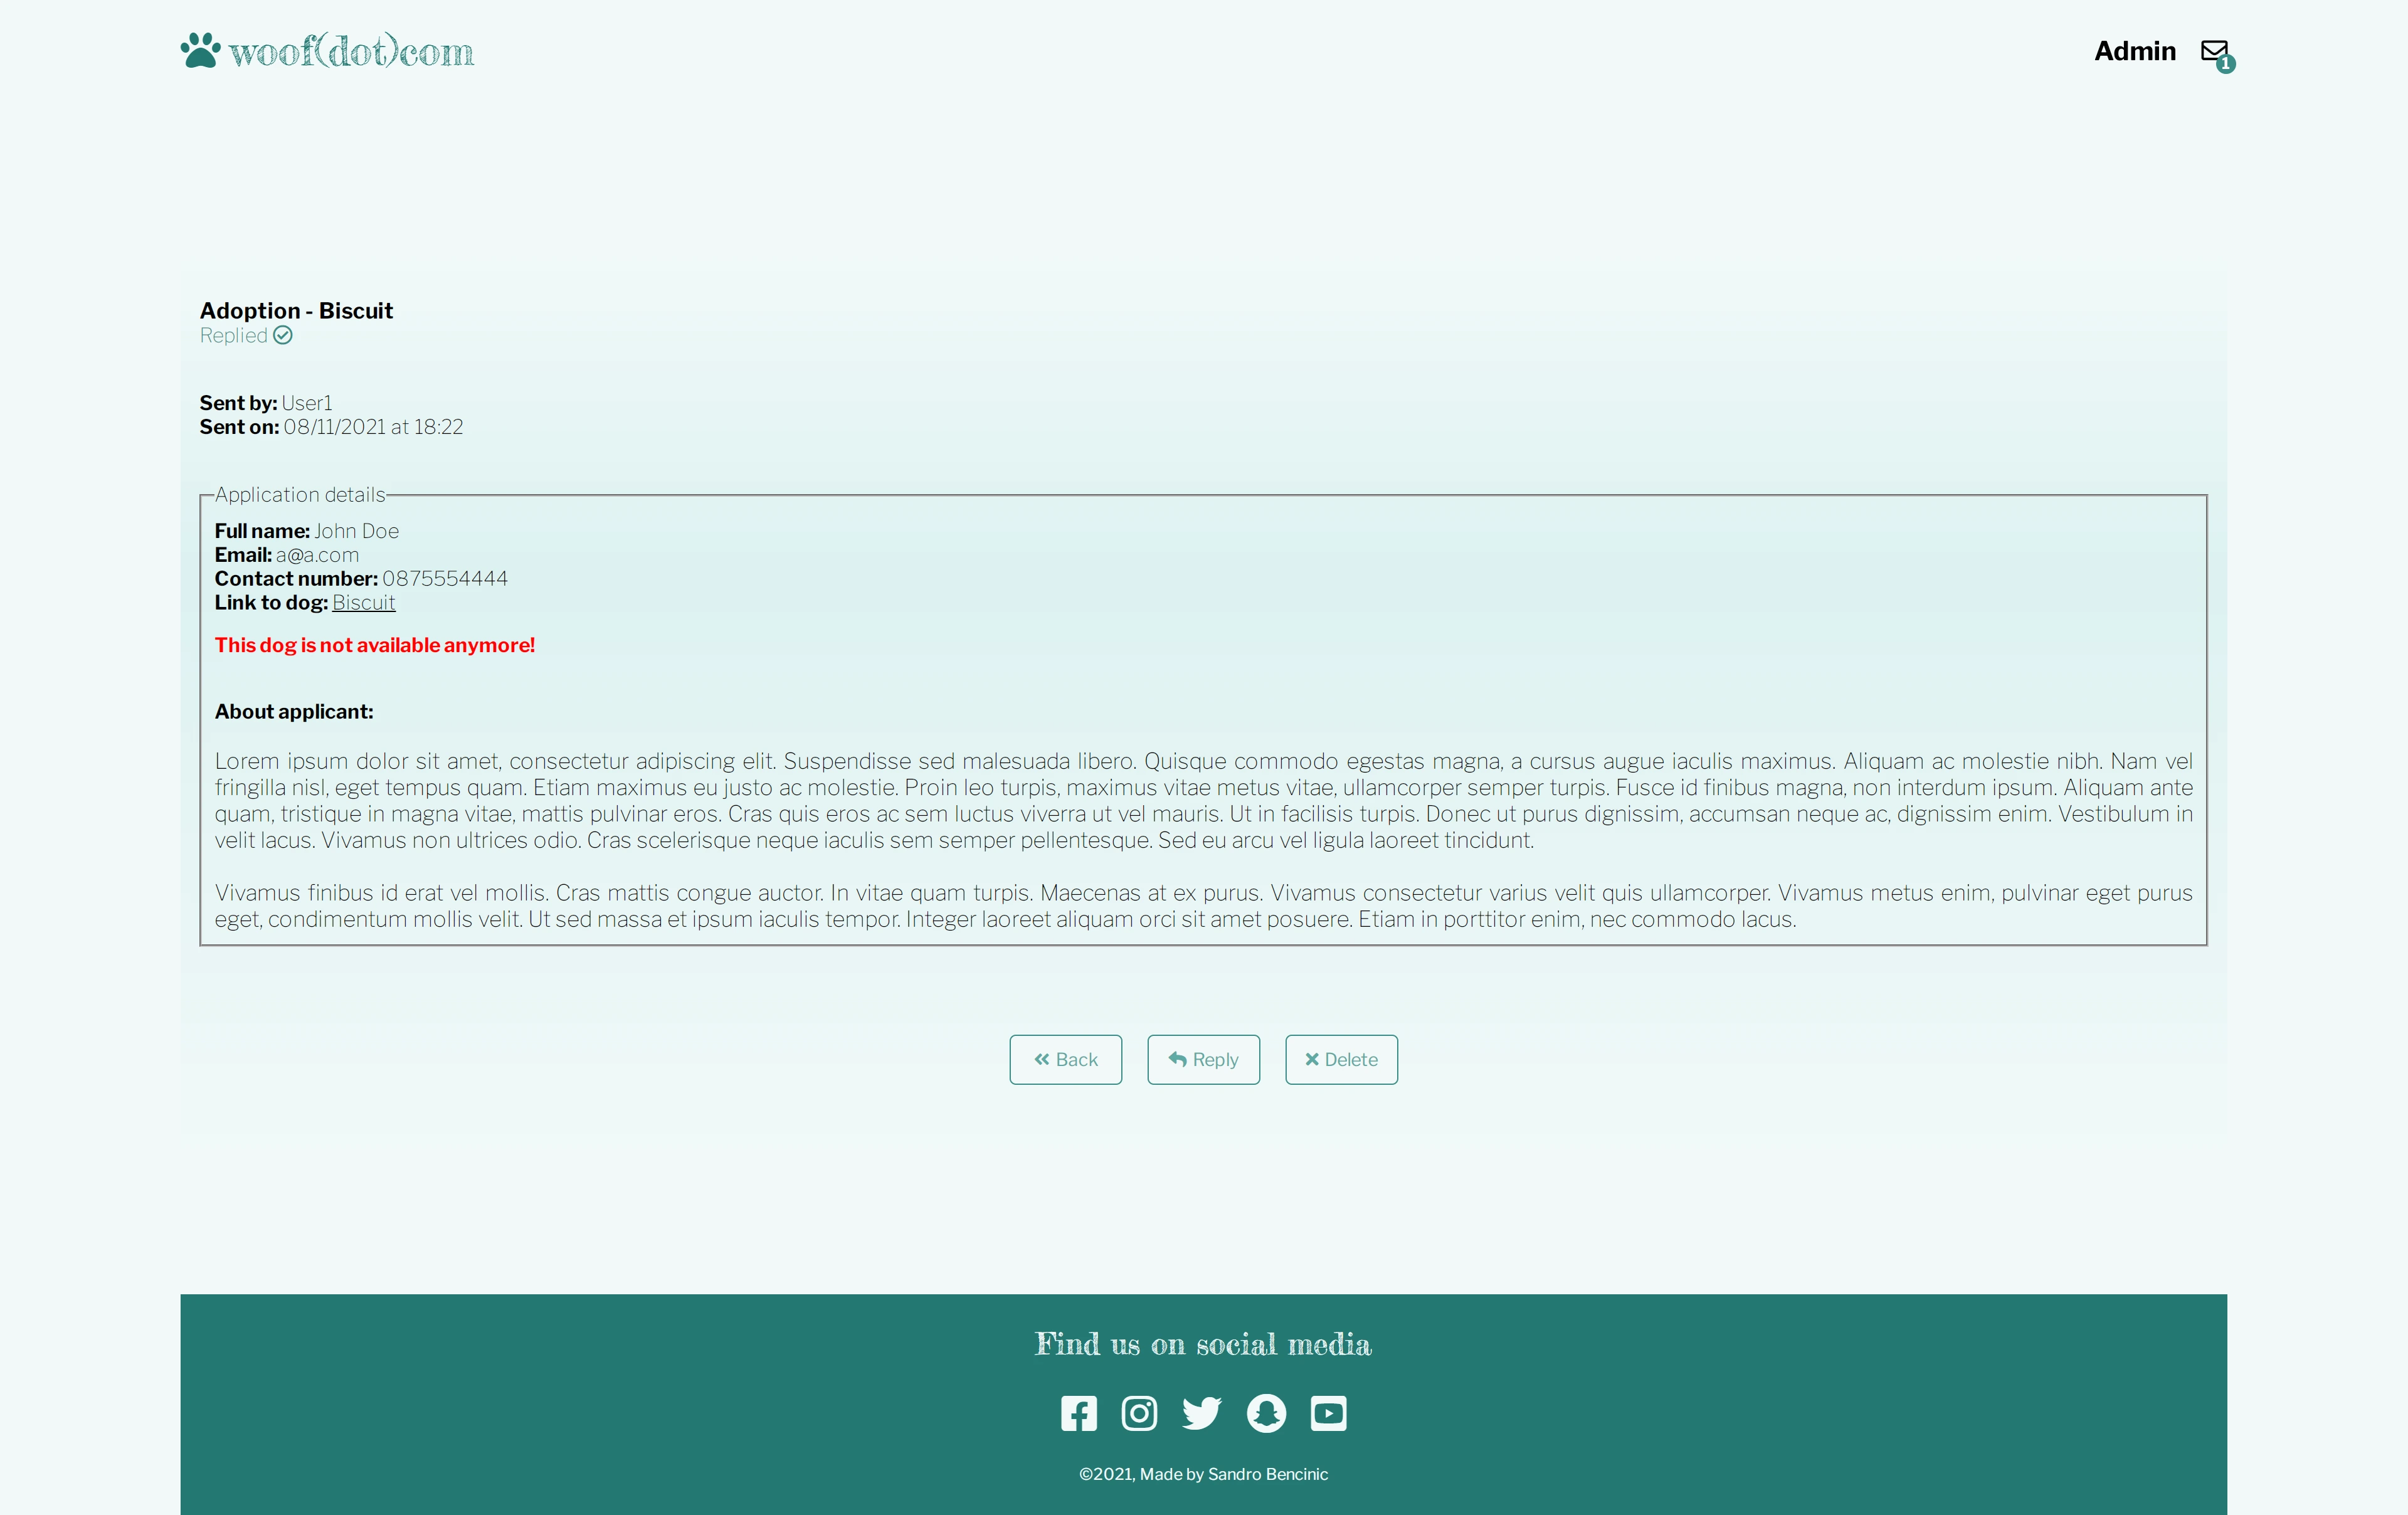 woof(dot)com
Admin
1
Adoption - Biscuit
Replied
Sent by: User1
Sent on: 08/11/2021 at 18:22
Application details
Full name: John Doe
Email: a@a.com
Contact number: 0875554444
Link to dog: Biscuit
This dog is not available anymore!
About applicant:
Lorem ipsum dolor sit amet, consectetur adipiscing elit. Suspendisse sed malesuada libero. Quisque commodo egestas magna, a cursus augue iaculis maximus. Aliquam ac molestie nibh. Nam vel
fringilla nisl, eget tempus quam. Etiam maximus eu justo ac molestie. Proin leo turpis, maximus vitae metus vitae, ullamcorper semper turpis. Fusce id finibus magna, non interdum ipsum. Aliquam ante
quam, tristique in magna vitae, mattis pulvinar eros. Cras quis eros ac sem luctus viverra ut vel mauris. Ut in facilisis turpis. Donec ut purus dignissim, accumsan neque ac, dignissim enim. Vestibulum in
velit lacus. Vivamus non ultrices odio. Cras scelerisque neque iaculis sem semper pellentesque. Sed eu arcu vel ligula laoreet tincidunt.
Vivamus finibus id erat vel mollis. Cras mattis congue auctor. In vitae quam turpis. Maecenas at ex purus. Vivamus consectetur varius velit quis ullamcorper. Vivamus metus enim, pulvinar eget purus
eget, condimentum mollis velit. Ut sed massa et ipsum iaculis tempor. Integer laoreet aliquam orci sit amet posuere. Etiam in porttitor enim, nec commodo lacus.
Back
Reply
Delete
Find us on social media
©2021, Made by Sandro Bencinic